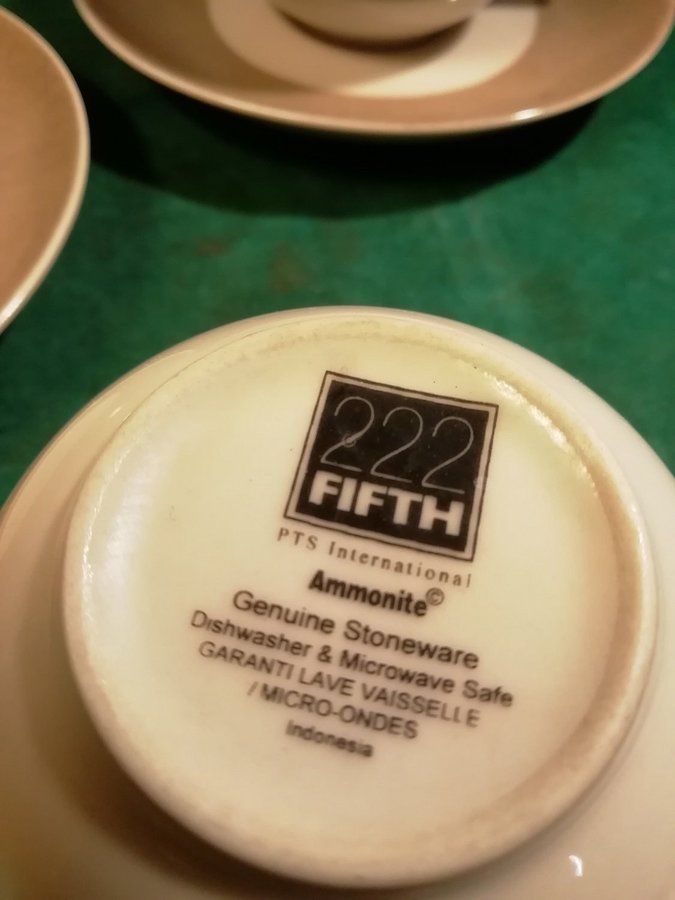 222
FIFTH
PTS International
Ammonite©
Genuine Stoneware
Dishwasher & Microwave Safe
GARANTI LAVE VAISSELLE
/ MICRO-ONDES
Indonesia